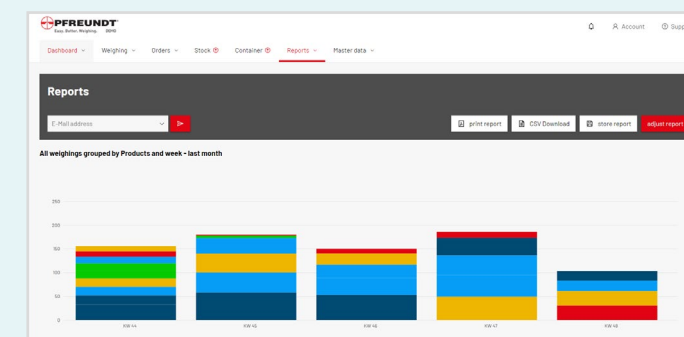 PFREUNDT
Easy. Better. Weighing. DEMO
Account
Supp
Dashboard Weighing Orders Stock Container Reports Master data
Reports
E-Mail address
print report CSV Download store report adjust report
All weighings grouped by Products and week - last month
250
200
150
100
50
0
KW 44 KW 45 KW 46 KW 47 KW 48